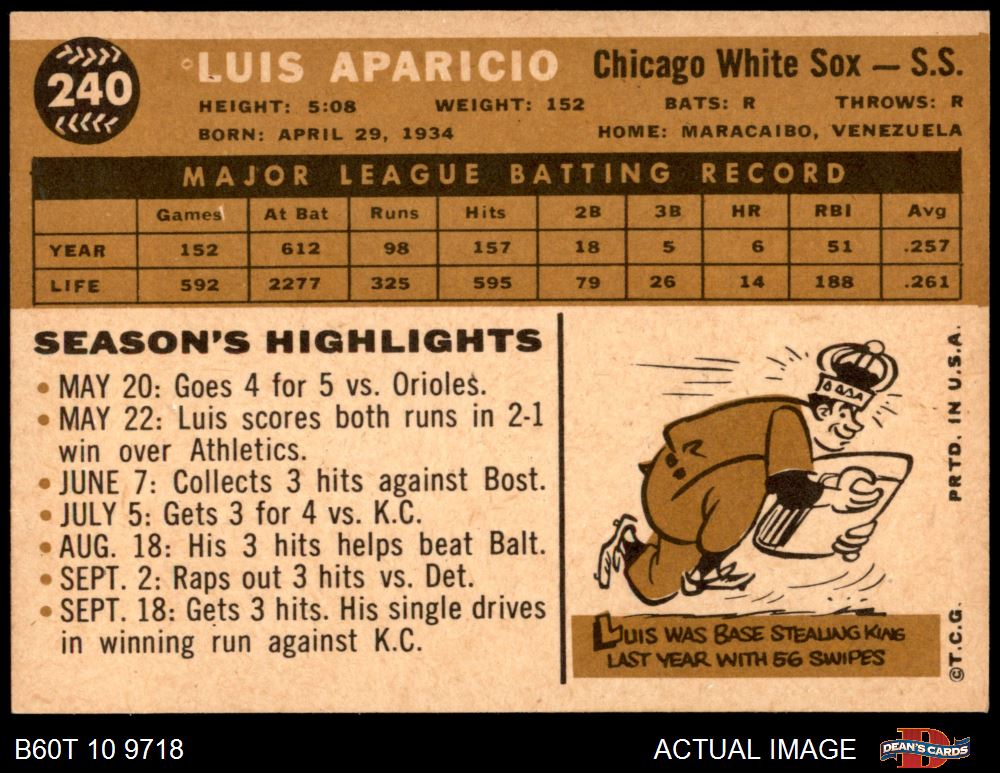 240
LUIS APARICIO Chicago White Sox — S.S.
HEIGHT: 5:08 WEIGHT: 152 BATS: R THROWS: R
BORN: APRIL 29, 1934 HOME: MARACAIBO, VENEZUELA
MAJOR LEAGUE BATTING RECORD
Games At Bat Runs Hits 2B 3B HR RBI Avg
YEAR 152 612 98 157 18 5 6 51 .257
LIFE 592 2277 325 595 79 26 14 188 .261
SEASON'S HIGHLIGHTS
• MAY 20: Goes 4 for 5 vs. Orioles.
• MAY 22: Luis scores both runs in 2-1
win over Athletics.
• JUNE 7: Collects 3 hits against Bost.
• JULY 5: Gets 3 for 4 vs. K.C.
• AUG. 18: His 3 hits helps beat Balt.
• SEPT. 2: Raps out 3 hits vs. Det.
• SEPT. 18: Gets 3 hits. His single drives
in winning run against K.C.
LUIS WAS BASE STEALING KING
LAST YEAR WITH 56 SWIPES
©T.C.G. PRTD. IN U.S.A.
B60T 10 9718 ACTUAL IMAGE DEAN'S CARDS